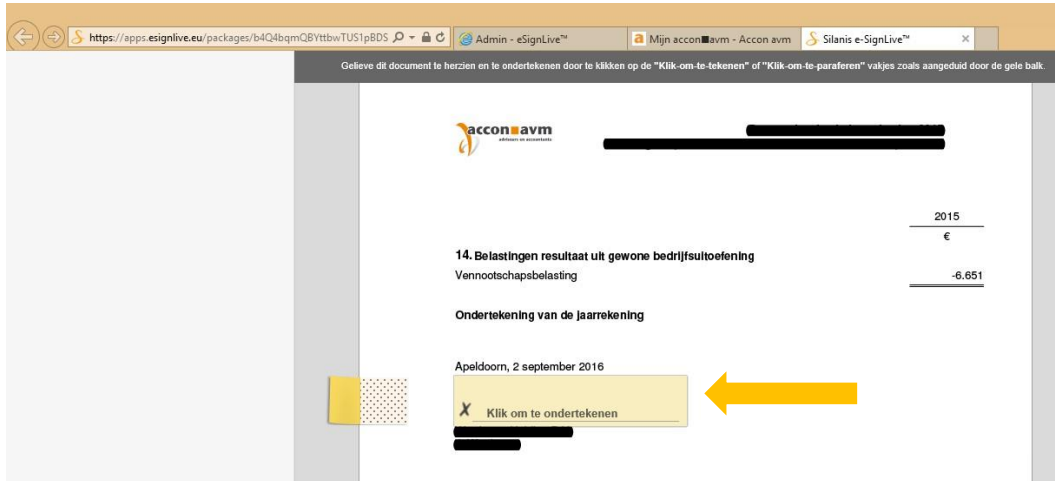 https://apps.esignlive.eu/packages/b4Q4bqmQBYttbwTUS1pBDS
Admin - eSignLive™
Mijn accon■avm - Accon avm
Silanis e-SignLive™
Gelieve dit document te herzien en te ondertekenen door te klikken op de "Klik-om-te-tekenen" of "Klik-om-te-paraferen" vakjes zoals aangeduid door de gele balk.
accon■avm
adviseurs en accountants
2015
€
14. Belastingen resultaat uit gewone bedrijfsuitoefening
Vennootschapsbelasting -6.651
Ondertekening van de jaarrekening
Apeldoorn, 2 september 2016
X Klik om te ondertekenen